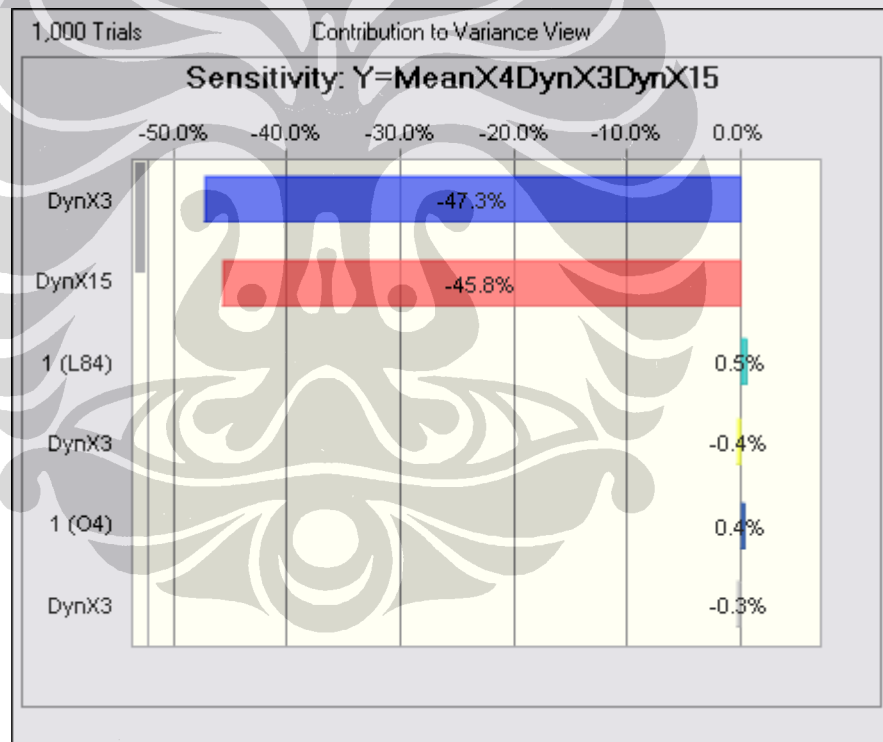 1,000 Trials Contribution to Variance View
Sensitivity: Y=MeanX4DynX3DynX15
-50.0% -40.0% -30.0% -20.0% -10.0% 0.0%
DynX3 -47.3%
DynX15 -45.8%
1 (L84) 0.5%
DynX3 -0.4%
1 (O4) 0.4%
DynX3 -0.3%